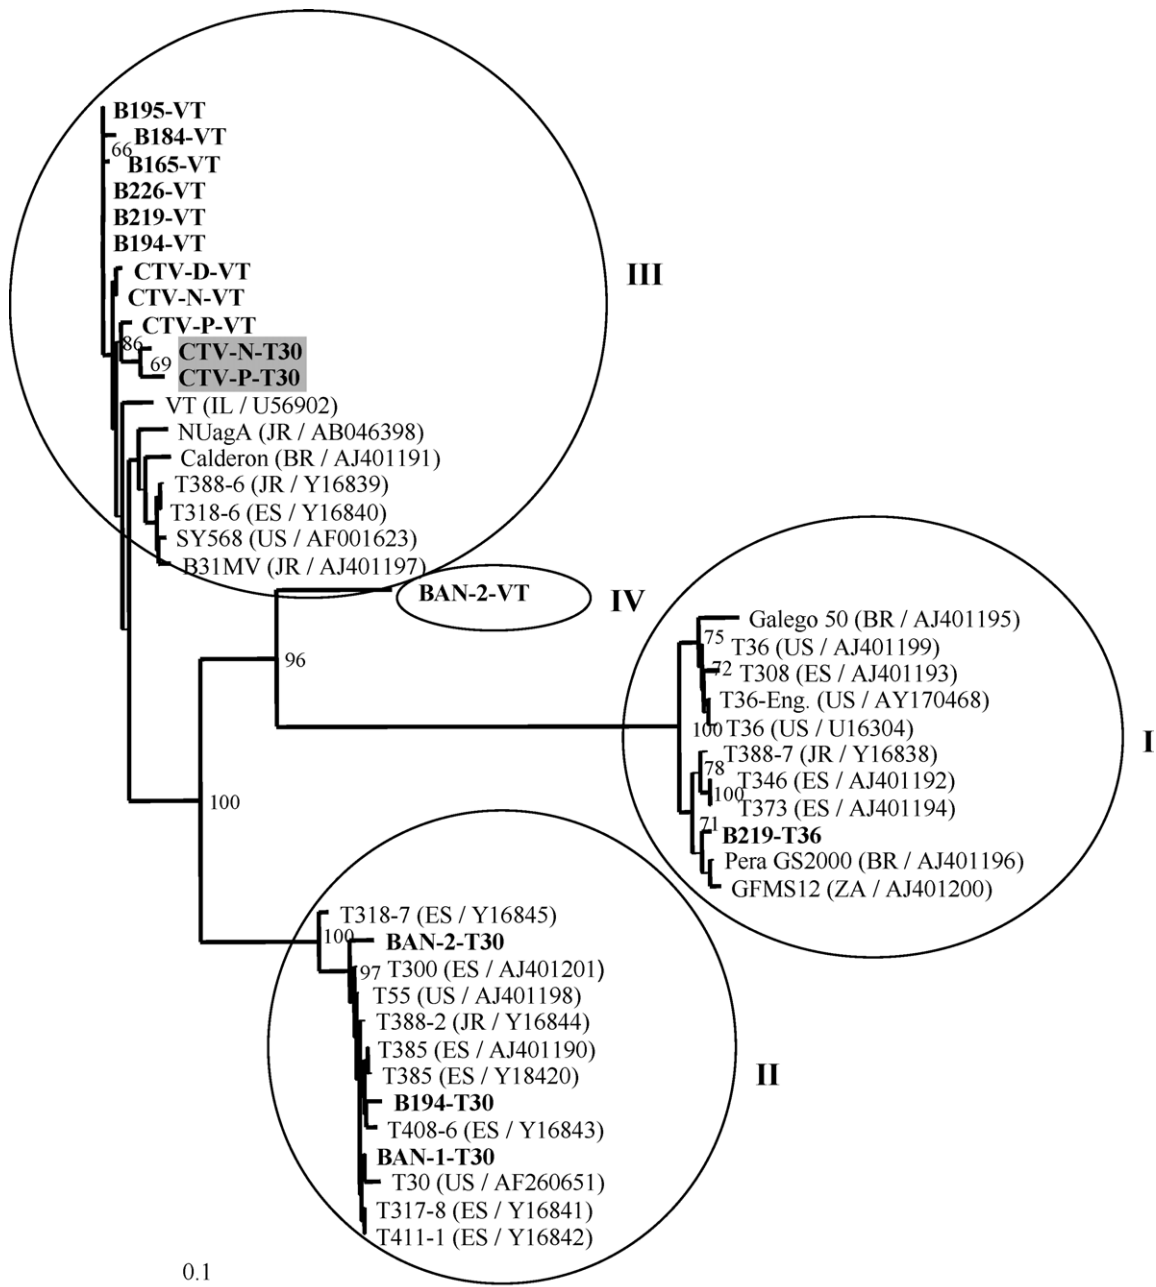 B195-VT
B184-VT
66
B165-VT
B226-VT
B219-VT
B194-VT
CTV-D-VT
III
CTV-N-VT
CTV-P-VT
86
CTV-N-T30
69
CTV-P-T30
VT (IL / U56902)
NUagA (JR / AB046398)
Calderon (BR / AJ401191)
T388-6 (JR / Y16839)
T318-6 (ES / Y16840)
SY568 (US / AF001623)
B31MV (JR / AJ401197)
BAN-2-VT
IV
96
Galego 50 (BR / AJ401195)
75
T36 (US / AJ401199)
72
T308 (ES / AJ401193)
T36-Eng. (US / AY170468)
100
T36 (US / U16304)
I
T388-7 (JR / Y16838)
78
T346 (ES / AJ401192)
100
T373 (ES / AJ401194)
71
B219-T36
Pera GS2000 (BR / AJ401196)
GFMS12 (ZA / AJ401200)
100
T318-7 (ES / Y16845)
100
BAN-2-T30
97
T300 (ES / AJ401201)
T55 (US / AJ401198)
T388-2 (JR / Y16844)
T385 (ES / AJ401190)
T385 (ES / Y18420)
II
B194-T30
T408-6 (ES / Y16843)
BAN-1-T30
T30 (US / AF260651)
T317-8 (ES / Y16841)
T411-1 (ES / Y16842)
0.1